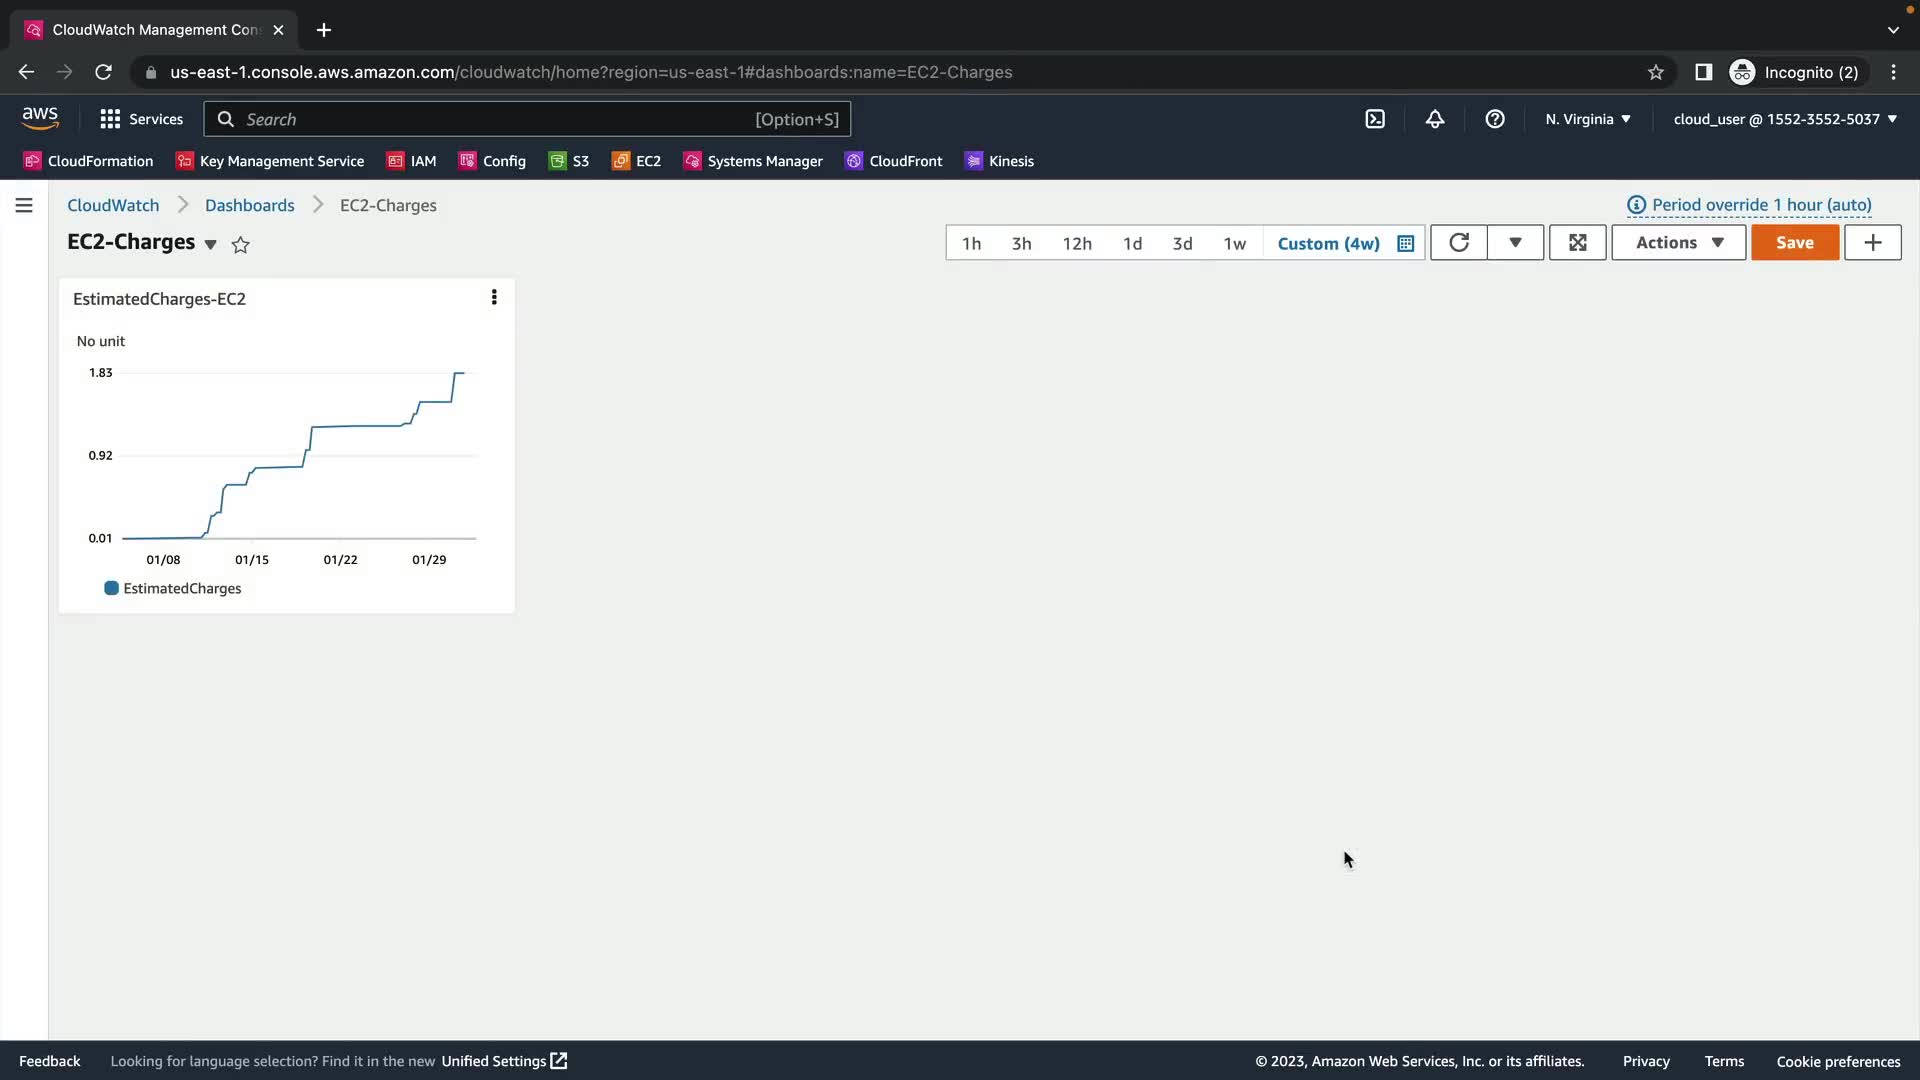 CloudWatch Management Con
us-east-1.console.aws.amazon.com/cloudwatch/home?region=us-east-1#dashboards:name=EC2-Charges
Incognito (2)
aws
Services
Search
[Option+S]
N. Virginia
cloud_user @ 1552-3552-5037
CloudFormation
Key Management Service
IAM
Config
S3
EC2
Systems Manager
CloudFront
Kinesis
CloudWatch
Dashboards
EC2-Charges
Period override 1 hour (auto)
EC2-Charges
1h
3h
12h
1d
3d
1w
Custom (4w)
Actions
Save
EstimatedCharges-EC2
No unit
1.83
0.92
0.01
01/08
01/15
01/22
01/29
EstimatedCharges
Feedback
Looking for language selection? Find it in the new Unified Settings
© 2023, Amazon Web Services, Inc. or its affiliates.
Privacy
Terms
Cookie preferences